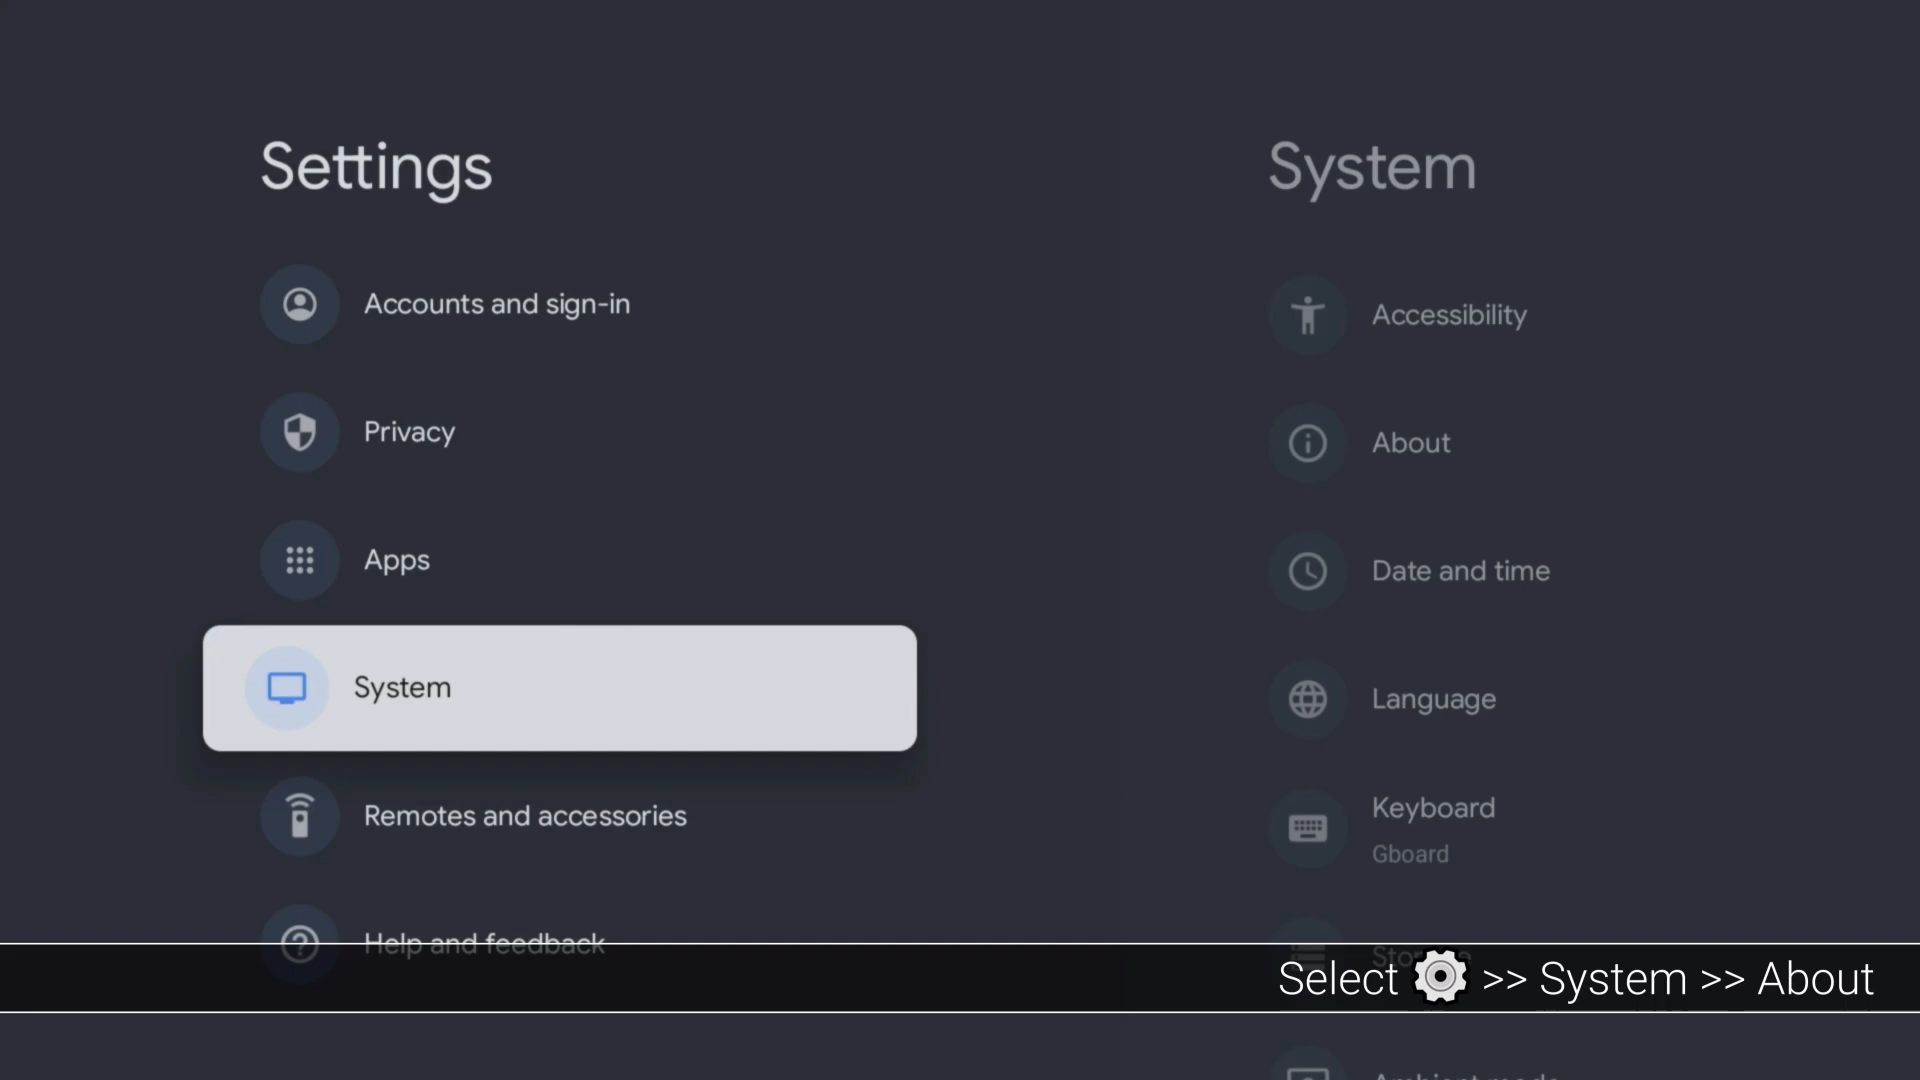 Settings
Accounts and sign-in
Privacy
Apps
System
Remotes and accessories
Help and feedback
System
Accessibility
About
Date and time
Language
Keyboard
Gboard
Select >> System >> About